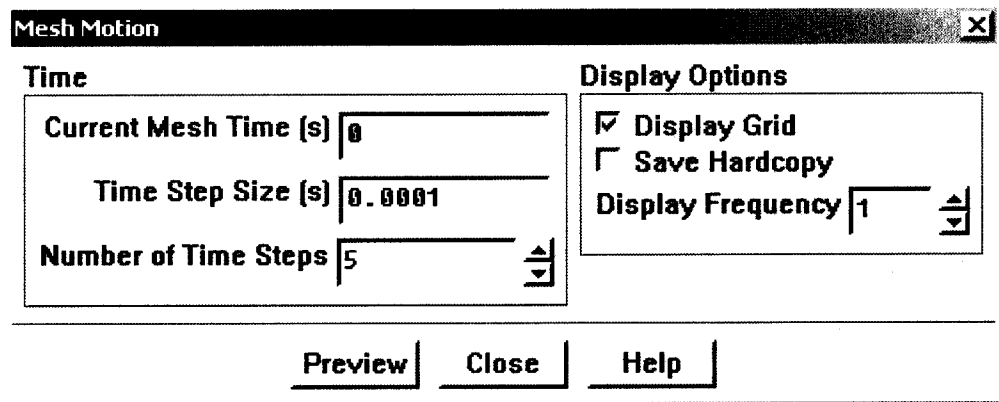 Mesh Motion
Time
Current Mesh Time (s) 0
Time Step Size (s) 0.0001
Number of Time Steps 5
Display Options
Display Grid
Save Hardcopy
Display Frequency 1
Preview Close Help